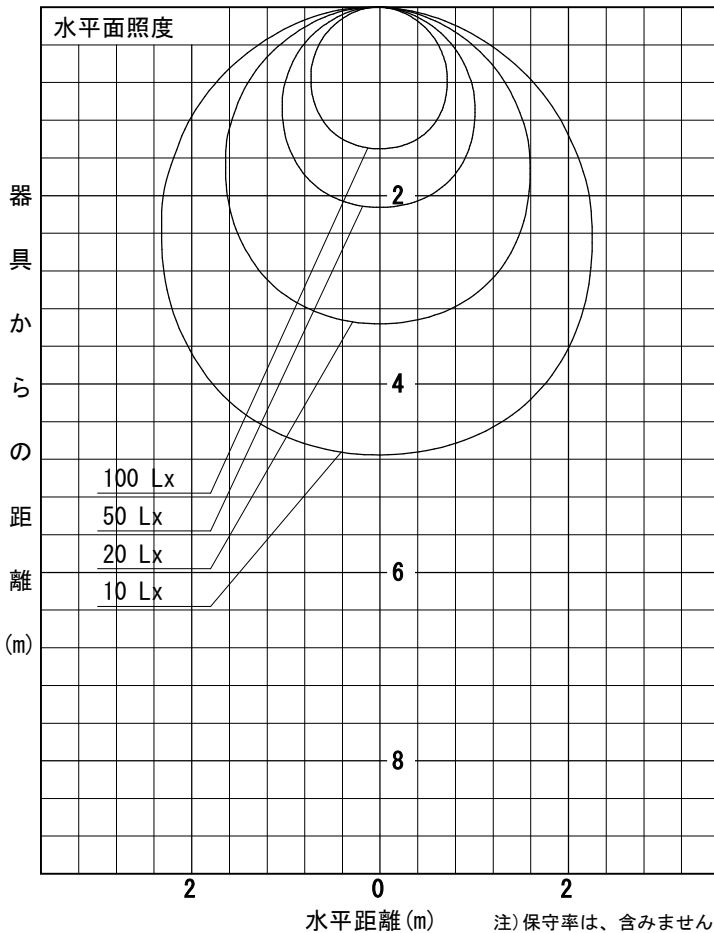 水平面照度
器具からの距離(m)
2
4
6
8
100 Lx
50 Lx
20 Lx
10 Lx
2
0
2
水平距離(m)
注)保守率は、含みません